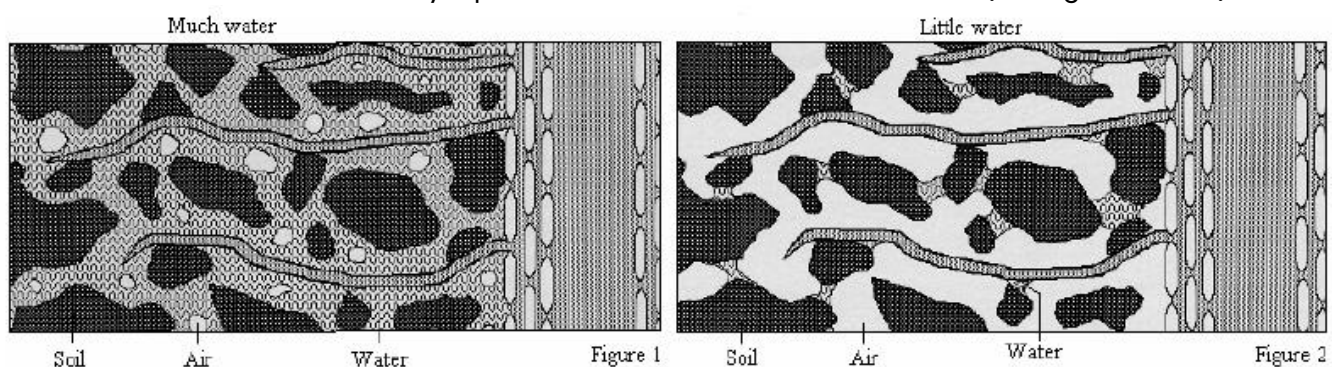 Much water
Little water
Soil
Air
Water
Figure 1
Soil
Air
Water
Figure 2